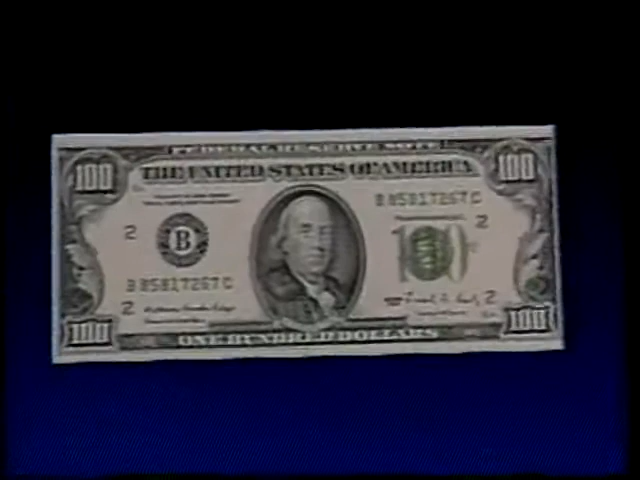 FEDERAL RESERVE NOTE
100
THE UNITED STATES OF AMERICA
100
B 85817267 C
2
B
2
100
B 85817267 C
2
2
100
ONE HUNDRED DOLLARS
100